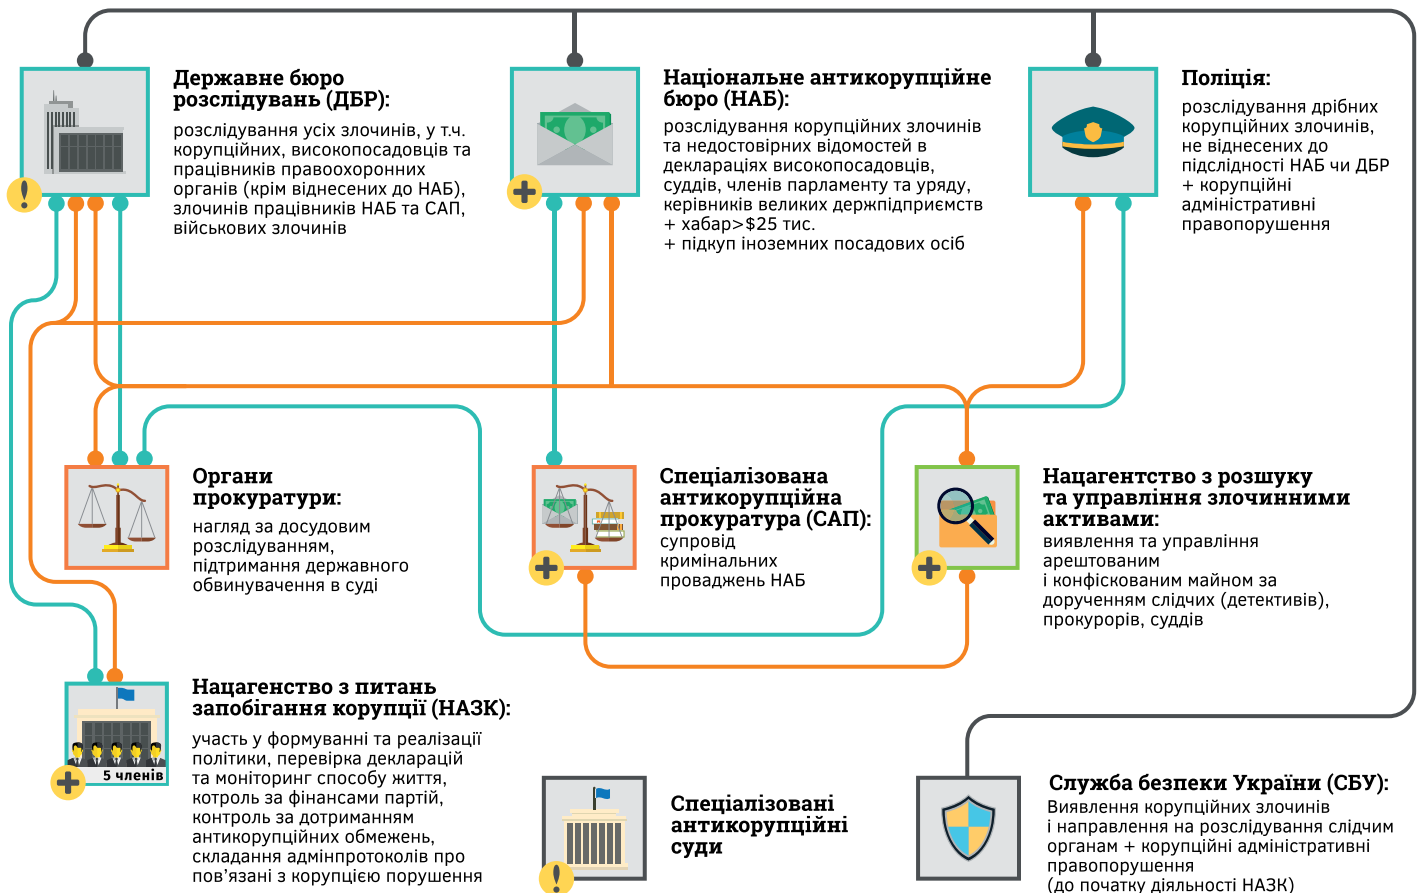 Державне бюро
розслідувань (ДБР):
розслідування усіх злочинів, у т.ч.
корупційних, високопосадовців та
працівників правоохоронних
органів (крім віднесених до НАБ),
злочинів працівників НАБ та САП,
військових злочинів
Національне антикорупційне
бюро (НАБ):
розслідування корупційних злочинів
та недостовірних відомостей в
деклараціях високопосадовців,
суддів, членів парламенту та уряду,
керівників великих держпідприємств
+ хабар>$25 тис.
+ підкуп іноземних посадових осіб
Поліція:
розслідування дрібних
корупційних злочинів,
не віднесених до
підслідності НАБ чи ДБР
+ корупційні
адміністративні
правопорушення
Органи
прокуратури:
нагляд за досудовим
розслідуванням,
підтримання державного
обвинувачення в суді
Спеціалізована
антикорупційна
прокуратура (САП):
супровід
кримінальних
проваджень НАБ
Нацагентство з розшуку
та управління злочинними
активами:
виявлення та управління
арештованим
і конфіскованим майном за
дорученням слідчих (детективів),
прокурорів, суддів
5 членів
Нацагенство з питань
запобігання корупції (НАЗК):
участь у формуванні та реалізації
політики, перевірка декларацій
та моніторинг способу життя,
котроль за фінансами партій,
контроль за дотриманням
антикорупційних обмежень,
складання адмінпротоколів про
пов'язані з корупцією порушення
Спеціалізовані
антикорупційні
суди
Служба безпеки України (СБУ):
Виявлення корупційних злочинів
і направлення на розслідування слідчим
органам + корупційні адміністративні
правопорушення
(до початку діяльності НАЗК)